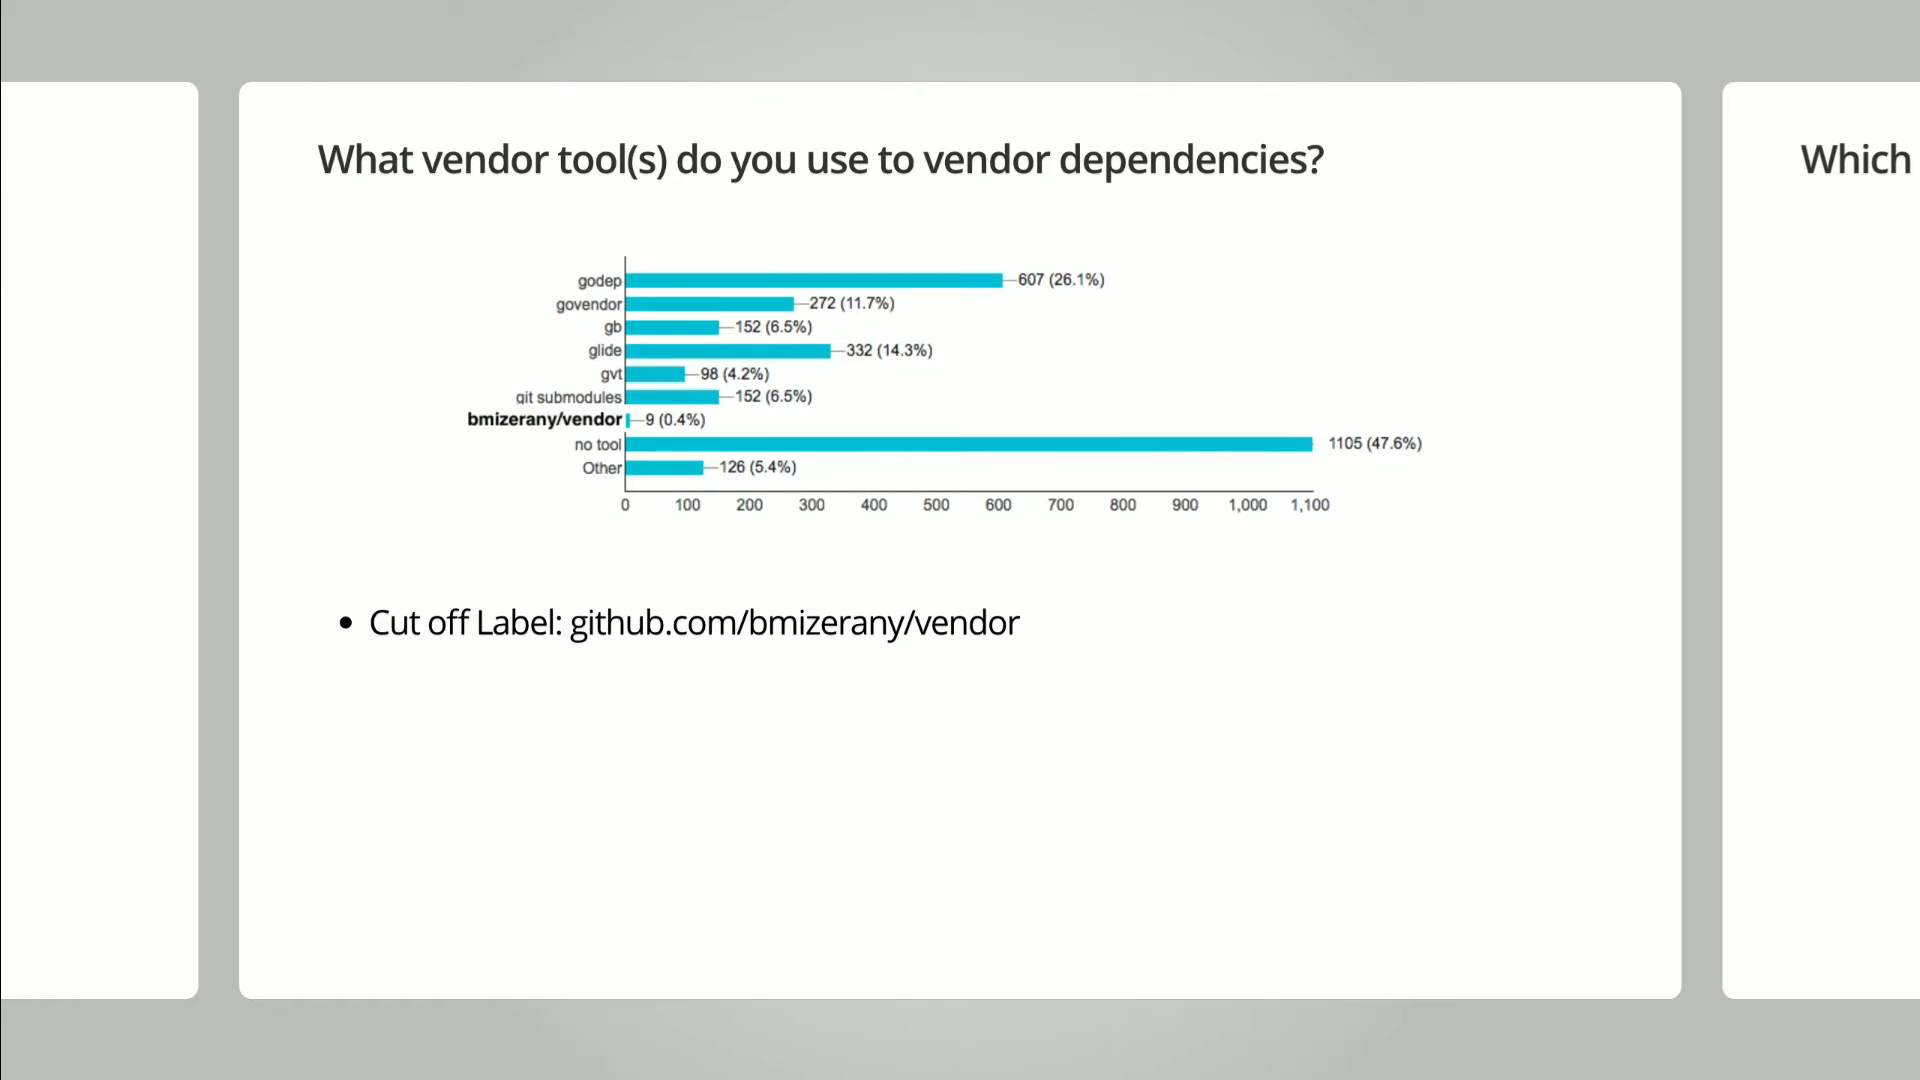 What vendor tool(s) do you use to vendor dependencies?
Which
godep 607 (26.1%)
govendor 272 (11.7%)
gb 152 (6.5%)
glide 332 (14.3%)
gvt 98 (4.2%)
git submodules 152 (6.5%)
bmizerany/vendor 9 (0.4%)
no tool 1105 (47.6%)
Other 126 (5.4%)
0 100 200 300 400 500 600 700 800 900 1,000 1,100
• Cut off Label: github.com/bmizerany/vendor